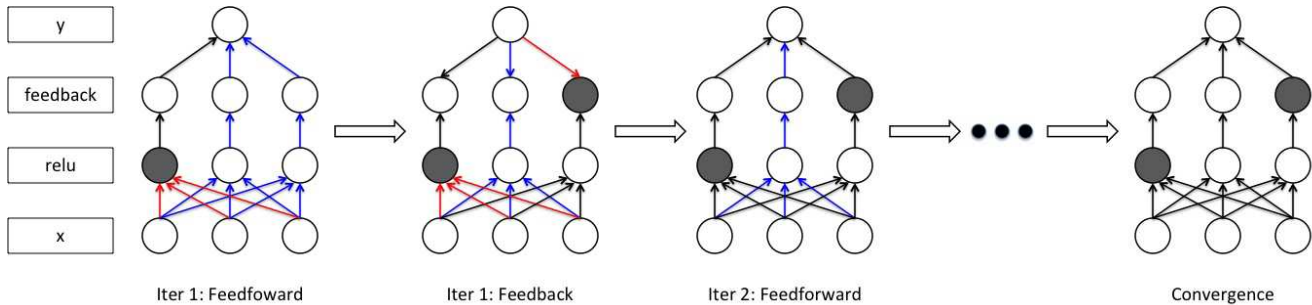 y
feedback
relu
x
Iter 1: Feedfoward
Iter 1: Feedback
Iter 2: Feedforward
Convergence